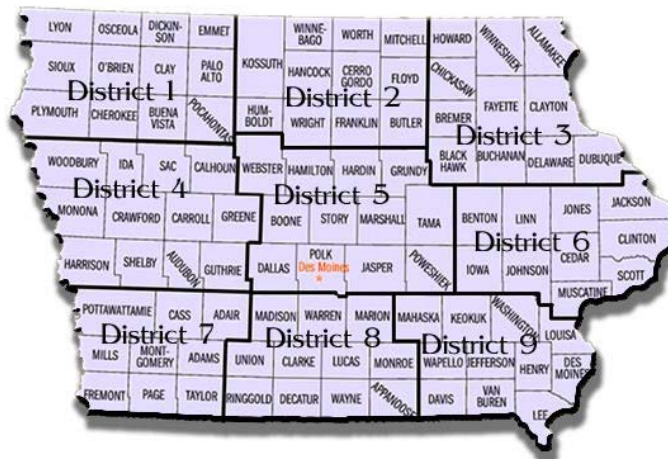 LYON OSCEOLA DICKIN-SON EMMET
SIOUX O'BRIEN CLAY PALO ALTO
District 1
PLYMOUTH CHEROKEE BUENA VISTA POCAHONTAS
KOSSUTH WINNE-BAGO WORTH MITCHELL
HANCOCK CERRO GORDO FLOYD
District 2
HUM-BOLDT WRIGHT FRANKLIN BUTLER
HOWARD WINNESHIEK ALLAMAKEE
CHICKASAW
BREMER FAYETTE CLAYTON
District 3
BLACK HAWK BUCHANAN DELAWARE DUBUQUE
WOODBURY IDA SAC CALHOUN
District 4
MONONA CRAWFORD CARROLL GREENE
HARRISON SHELBY AUDUBON GUTHRIE
WEBSTER HAMILTON HARDIN GRUNDY
District 5
BOONE STORY MARSHALL TAMA
DALLAS POLK JASPER POWESHIEK
Des Moines
*
BENTON LINN JONES JACKSON
District 6
CLINTON
CEDAR
IOWA JOHNSON SCOTT
MUSCATINE
POTTAWATTAMIE CASS ADAIR
District 7
MILLS MONT-GOMERY ADAMS
FREMONT PAGE TAYLOR
MADISON WARREN MARION
District 8
UNION CLARKE LUCAS MONROE
RINGGOLD DECATUR WAYNE APPANOOSE
MAHASKA KEOKUK WASHINGTON LOUISA
District 9
WAPELLO JEFFERSON HENRY DES MOINES
DAVIS VAN BUREN LEE